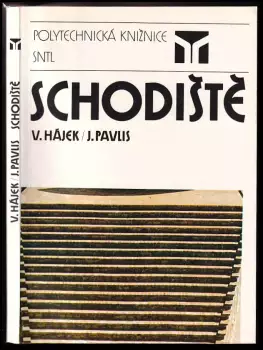 POLYTECHNICKÁ KNIŽNICE
SNTL
SCHODIŠTĚ
V. HÁJEK / J. PAVLIS
V. HÁJEK / J. PAVLIS SCHODIŠTĚ